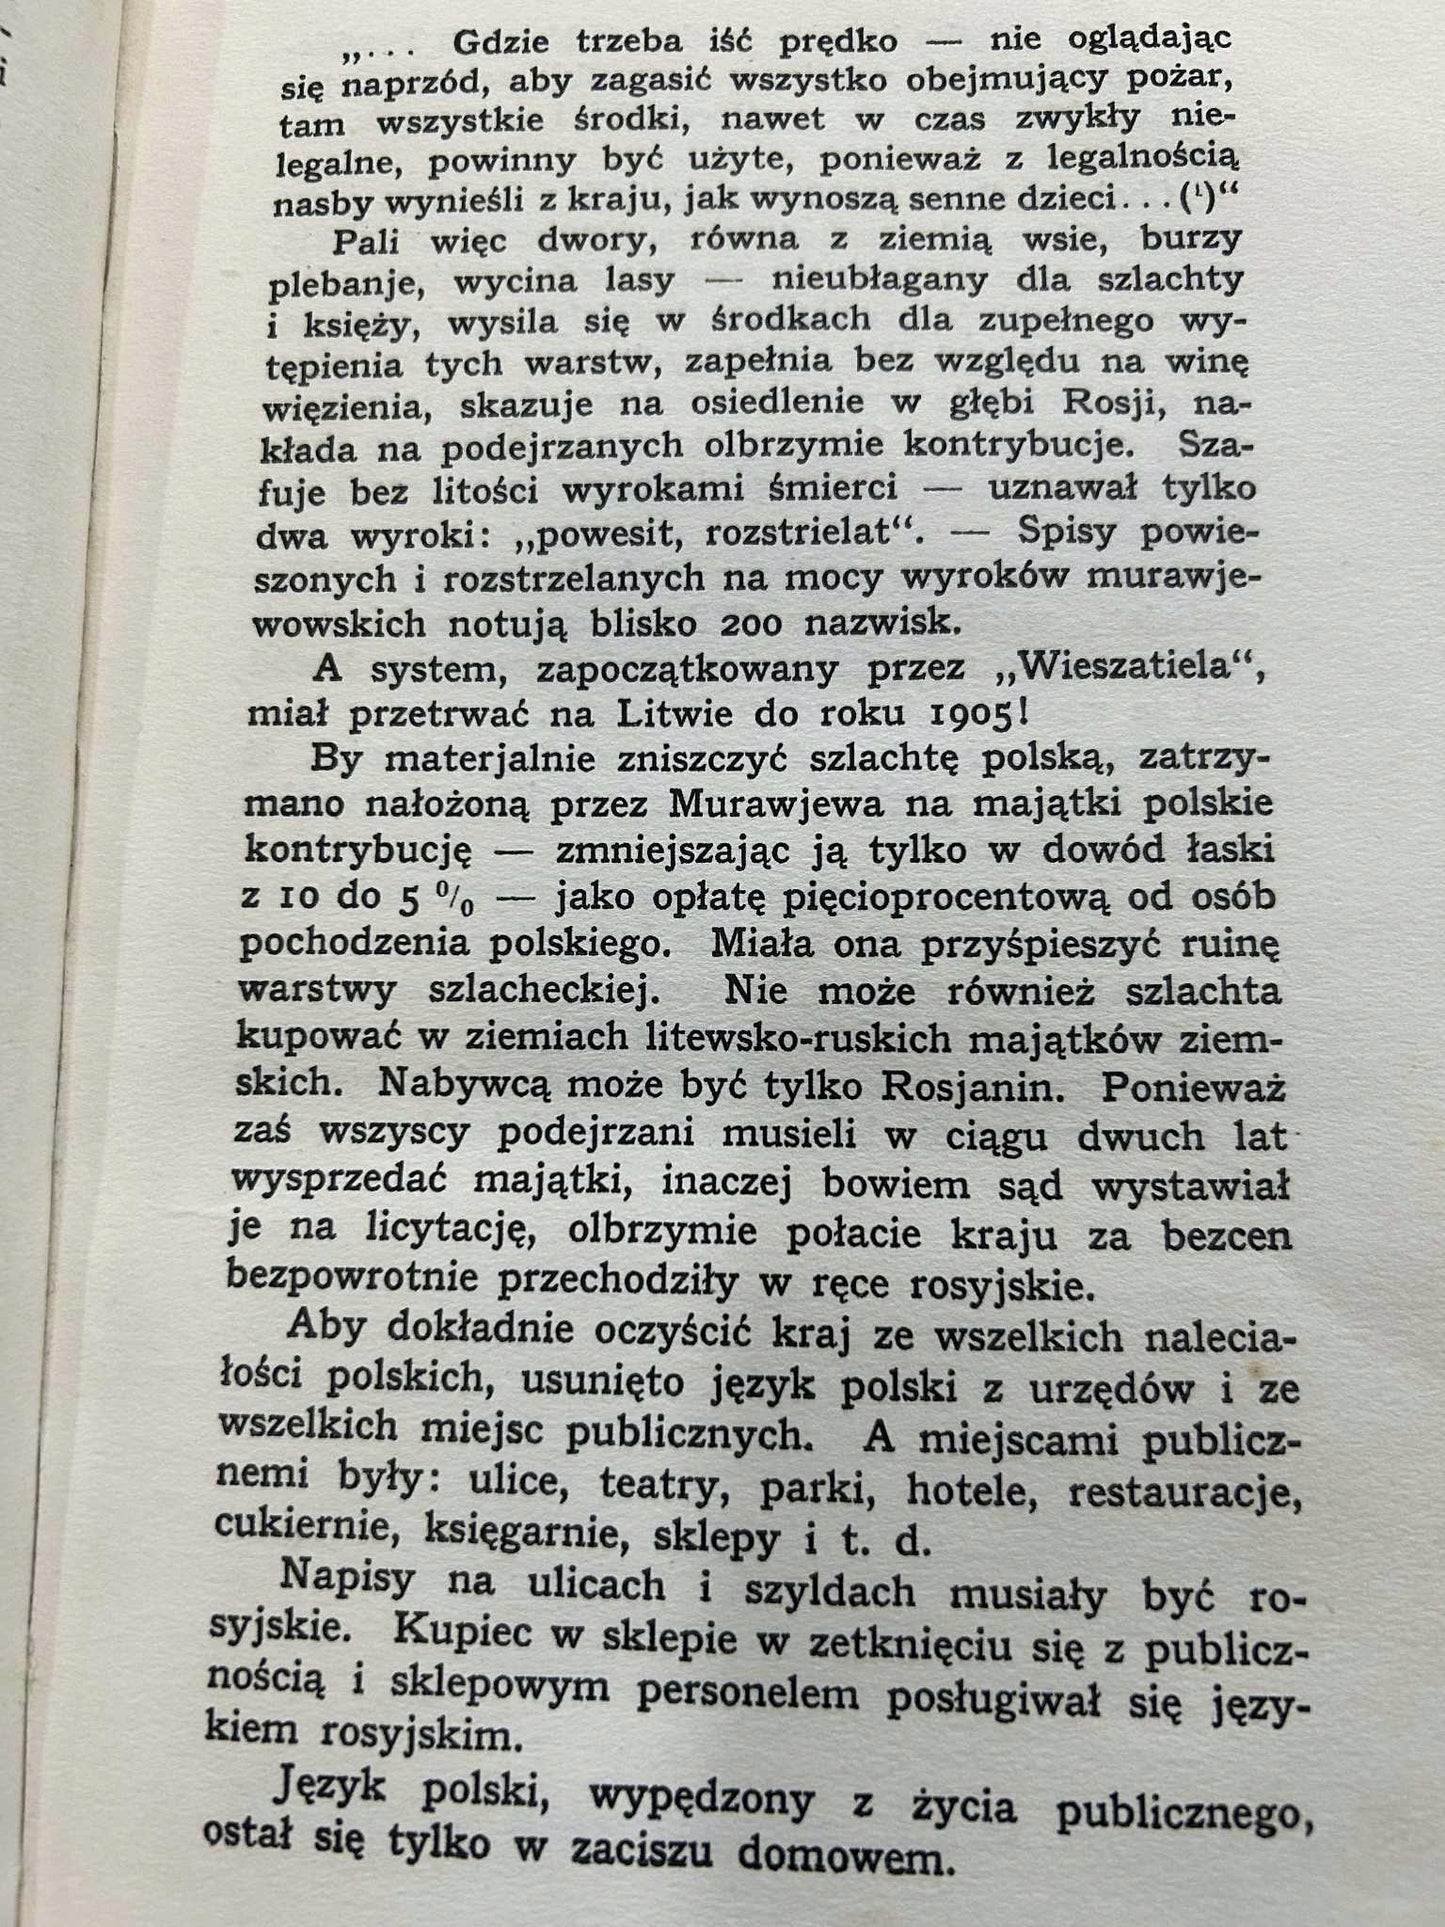 „... Gdzie trzeba iść prędko — nie oglądając
się naprzód, aby zagasić wszystko obejmujący pożar,
tam wszystkie środki, nawet w czas zwykły nie-
legalne, powinny być użyte, ponieważ z legalnością
nasby wynieśli z kraju, jak wynoszą senne dzieci...(¹)“
Pali więc dwory, równa z ziemią wsie, burzy
plebanje, wycina lasy — nieubłagany dla szlachty
i księży, wysila się w środkach dla zupełnego wy-
tępienia tych warstw, zapełnia bez względu na winę
więzienia, skazuje na osiedlenie w głębi Rosji, na-
kłada na podejrzanych olbrzymie kontrybucje. Sza-
fuje bez litości wyrokami śmierci — uznawał tylko
dwa wyroki: „powesit, rozstrielat“. — Spisy powie-
szonych i rozstrzelanych na mocy wyroków murawje-
wowskich notują blisko 200 nazwisk.
A system, zapoczątkowany przez „Wieszatiela“,
miał przetrwać na Litwie do roku 1905!
By materjalnie zniszczyć szlachtę polską, zatrzy-
mano nałożoną przez Murawjewa na majątki polskie
kontrybucję — zmniejszając ją tylko w dowód łaski
z 10 do 5 % — jako opłatę pięcioprocentową od osób
pochodzenia polskiego. Miała ona przyśpieszyć ruinę
warstwy szlacheckiej. Nie może również szlachta
kupować w ziemiach litewsko-ruskich majątków ziem-
skich. Nabywcą może być tylko Rosjanin. Ponieważ
zaś wszyscy podejrzani musieli w ciągu dwuch lat
wysprzedać majątki, inaczej bowiem sąd wystawiał
je na licytację, olbrzymie połacie kraju za bezcen
bezpowrotnie przechodziły w ręce rosyjskie.
Aby dokładnie oczyścić kraj ze wszelkich nalecia-
łości polskich, usunięto język polski z urzędów i ze
wszelkich miejsc publicznych. A miejscami publicz-
nemi były: ulice, teatry, parki, hotele, restauracje,
cukiernie, księgarnie, sklepy i t. d.
Napisy na ulicach i szyldach musiały być ro-
syjskie. Kupiec w sklepie w zetknięciu się z publicz-
nością i sklepowym personelem posługiwał się języ-
kiem rosyjskim.
Język polski, wypędzony z życia publicznego,
ostał się tylko w zaciszu domowem.